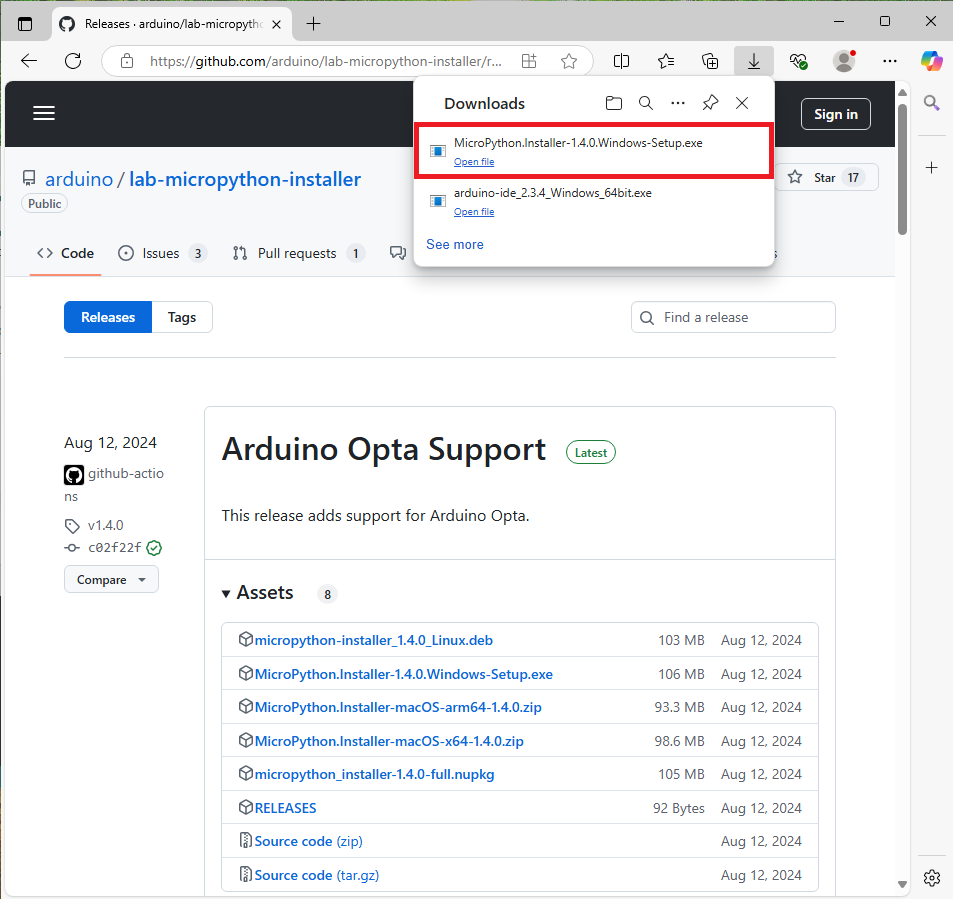 Releases · arduino/lab-micropytho
https://github.com/arduino/lab-micropython-installer/r...
Downloads
MicroPython.Installer-1.4.0.Windows-Setup.exe
Open file
arduino-ide_2.3.4_Windows_64bit.exe
Open file
See more
Sign in
arduino / lab-micropython-installer
Star 17
Public
Code
Issues 3
Pull requests 1
s
Releases
Tags
Find a release
Aug 12, 2024
github-actio
ns
v1.4.0
c02f22f
Compare
Arduino Opta Support
Latest
This release adds support for Arduino Opta.
Assets 8
micropython-installer_1.4.0_Linux.deb 103 MB Aug 12, 2024
MicroPython.Installer-1.4.0.Windows-Setup.exe 106 MB Aug 12, 2024
MicroPython.Installer-macOS-arm64-1.4.0.zip 93.3 MB Aug 12, 2024
MicroPython.Installer-macOS-x64-1.4.0.zip 98.6 MB Aug 12, 2024
micropython_installer-1.4.0-full.nupkg 105 MB Aug 12, 2024
RELEASES 92 Bytes Aug 12, 2024
Source code (zip) Aug 12, 2024
Source code (tar.gz) Aug 12, 2024